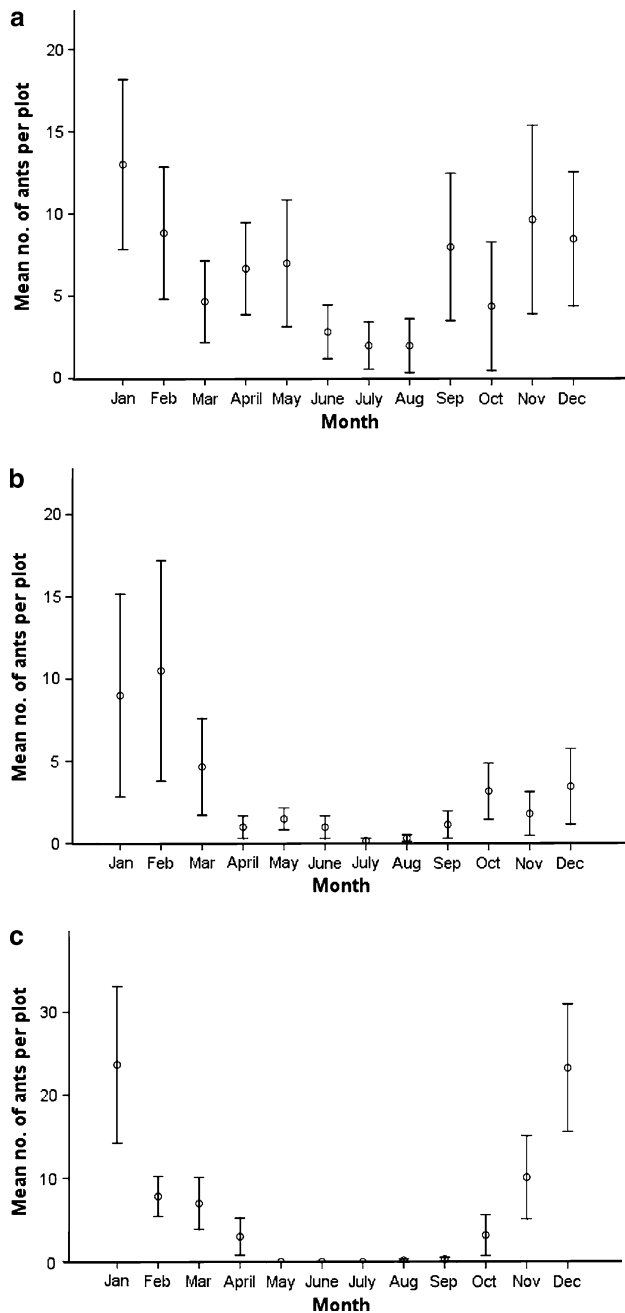 a
Mean no. of ants per plot
20
15
10
5
0
Jan Feb Mar April May June July Aug Sep Oct Nov Dec
Month
b
Mean no. of ants per plot
20
15
10
5
0
Jan Feb Mar April May June July Aug Sep Oct Nov Dec
Month
c
Mean no. of ants per plot
30
20
10
0
Jan Feb Mar April May June July Aug Sep Oct Nov Dec
Month